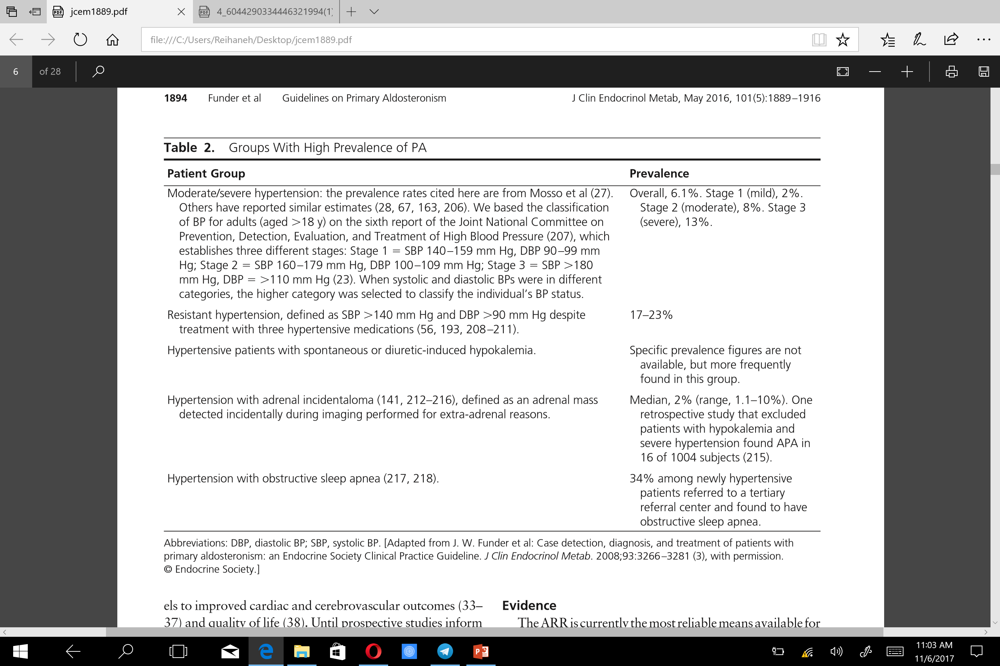 jcem1889.pdf
4_6044290334446321994(1)
file:///C:/Users/Reihaneh/Desktop/jcem1889.pdf
6 of 28
1894 Funder et al Guidelines on Primary Aldosteronism J Clin Endocrinol Metab, May 2016, 101(5):1889–1916
Table 2. Groups With High Prevalence of PA
Patient Group Prevalence
Moderate/severe hypertension: the prevalence rates cited here are from Mosso et al (27). Overall, 6.1%. Stage 1 (mild), 2%.
Others have reported similar estimates (28, 67, 163, 206). We based the classification Stage 2 (moderate), 8%. Stage 3
of BP for adults (aged >18 y) on the sixth report of the Joint National Committee on (severe), 13%.
Prevention, Detection, Evaluation, and Treatment of High Blood Pressure (207), which
establishes three different stages: Stage 1 = SBP 140–159 mm Hg, DBP 90–99 mm
Hg; Stage 2 = SBP 160–179 mm Hg, DBP 100–109 mm Hg; Stage 3 = SBP >180
mm Hg, DBP = >110 mm Hg (23). When systolic and diastolic BPs were in different
categories, the higher category was selected to classify the individual's BP status.
Resistant hypertension, defined as SBP >140 mm Hg and DBP >90 mm Hg despite 17–23%
treatment with three hypertensive medications (56, 193, 208–211).
Hypertensive patients with spontaneous or diuretic-induced hypokalemia. Specific prevalence figures are not
available, but more frequently
found in this group.
Hypertension with adrenal incidentaloma (141, 212–216), defined as an adrenal mass Median, 2% (range, 1.1–10%). One
detected incidentally during imaging performed for extra-adrenal reasons. retrospective study that excluded
patients with hypokalemia and
severe hypertension found APA in
16 of 1004 subjects (215).
Hypertension with obstructive sleep apnea (217, 218). 34% among newly hypertensive
patients referred to a tertiary
referral center and found to have
obstructive sleep apnea.
Abbreviations: DBP, diastolic BP; SBP, systolic BP. [Adapted from J. W. Funder et al: Case detection, diagnosis, and treatment of patients with
primary aldosteronism: an Endocrine Society Clinical Practice Guideline. J Clin Endocrinol Metab. 2008;93:3266–3281 (3), with permission.
© Endocrine Society.]
els to improved cardiac and cerebrovascular outcomes (33–
37) and quality of life (38). Until prospective studies inform
Evidence
The ARR is currently the most reliable means available for
11:03 AM
11/6/2017